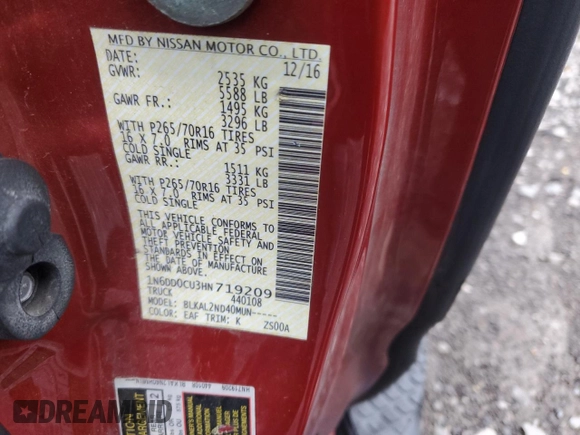 MFD BY NISSAN MOTOR CO., LTD.
DATE: 12/16
GVWR: 2535 KG
5588 LB
GAWR FR.: 1495 KG
3296 LB
WITH P265/70R16 TIRES
16 X 7.0 RIMS AT 35 PSI
COLD SINGLE
GAWR RR.: 1511 KG
3331 LB
WITH P265/70R16 TIRES
16 X 7.0 RIMS AT 35 PSI
COLD SINGLE
THIS VEHICLE CONFORMS TO
ALL APPLICABLE FEDERAL
MOTOR VEHICLE SAFETY AND
THEFT PREVENTION
STANDARDS IN EFFECT ON
THE DATE OF MANUFACTURE
SHOWN ABOVE.
1N6DD0CU3HN719209
TRUCK 440108
MODEL: BLKAL2ND40MUN-----
COLOR: EAF TRIM: K ZS00A
DREAMBID